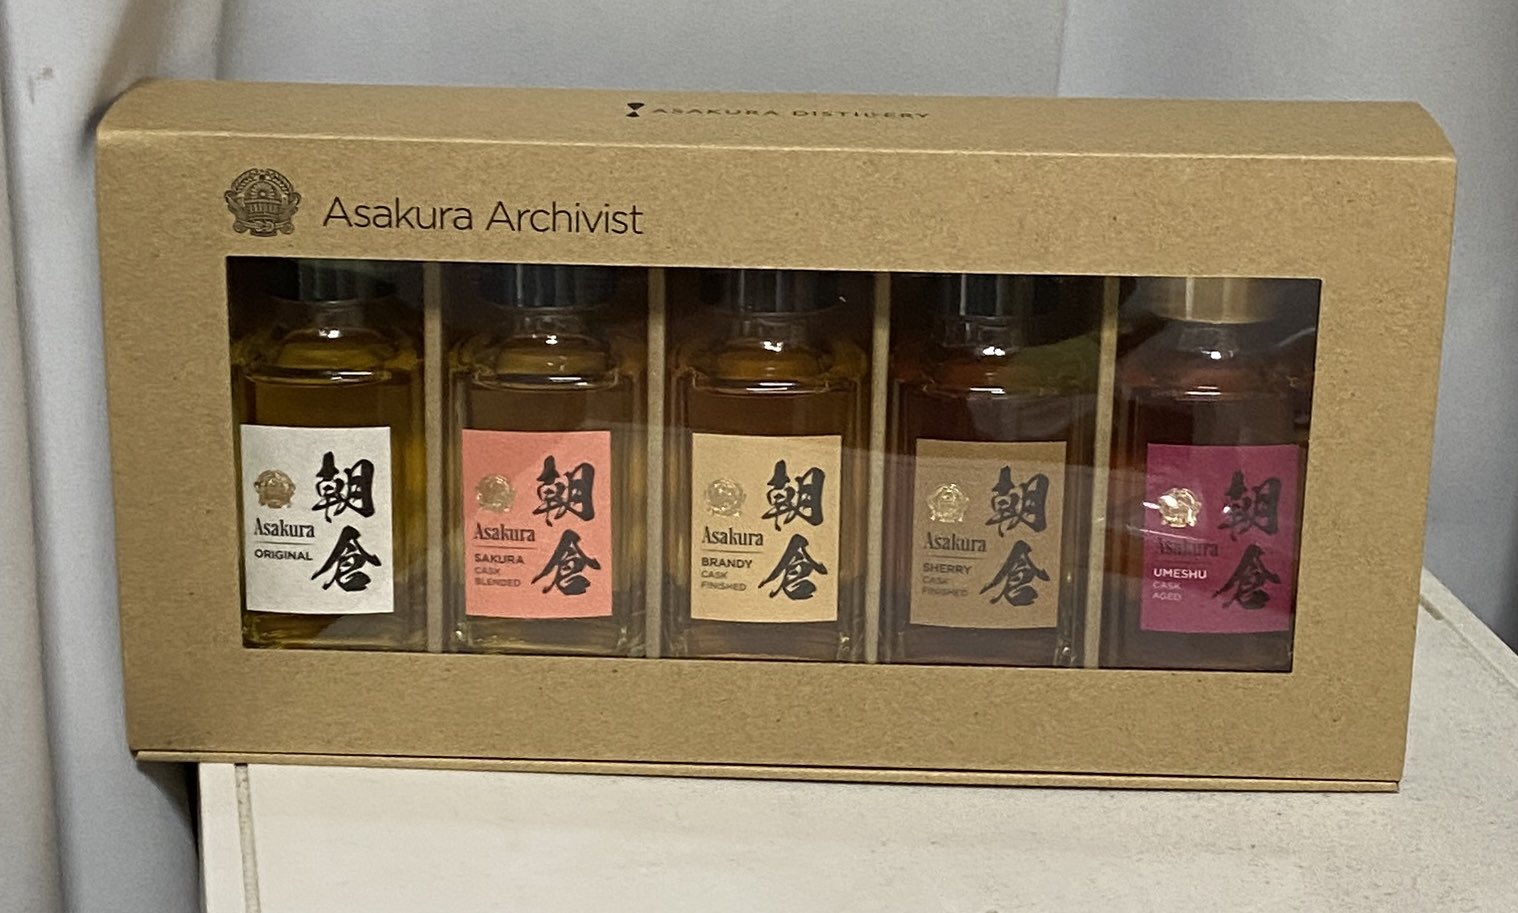 ASAKURA DISTILLERY
Asakura Archivist
朝倉
Asakura
ORIGINAL
朝倉
Asakura
SAKURA
CASK
BLENDED
朝倉
Asakura
BRANDY
CASK
FINISHED
朝倉
Asakura
SHERRY
CASK
FINISHED
朝倉
Asakura
UMESHU
CASK
AGED